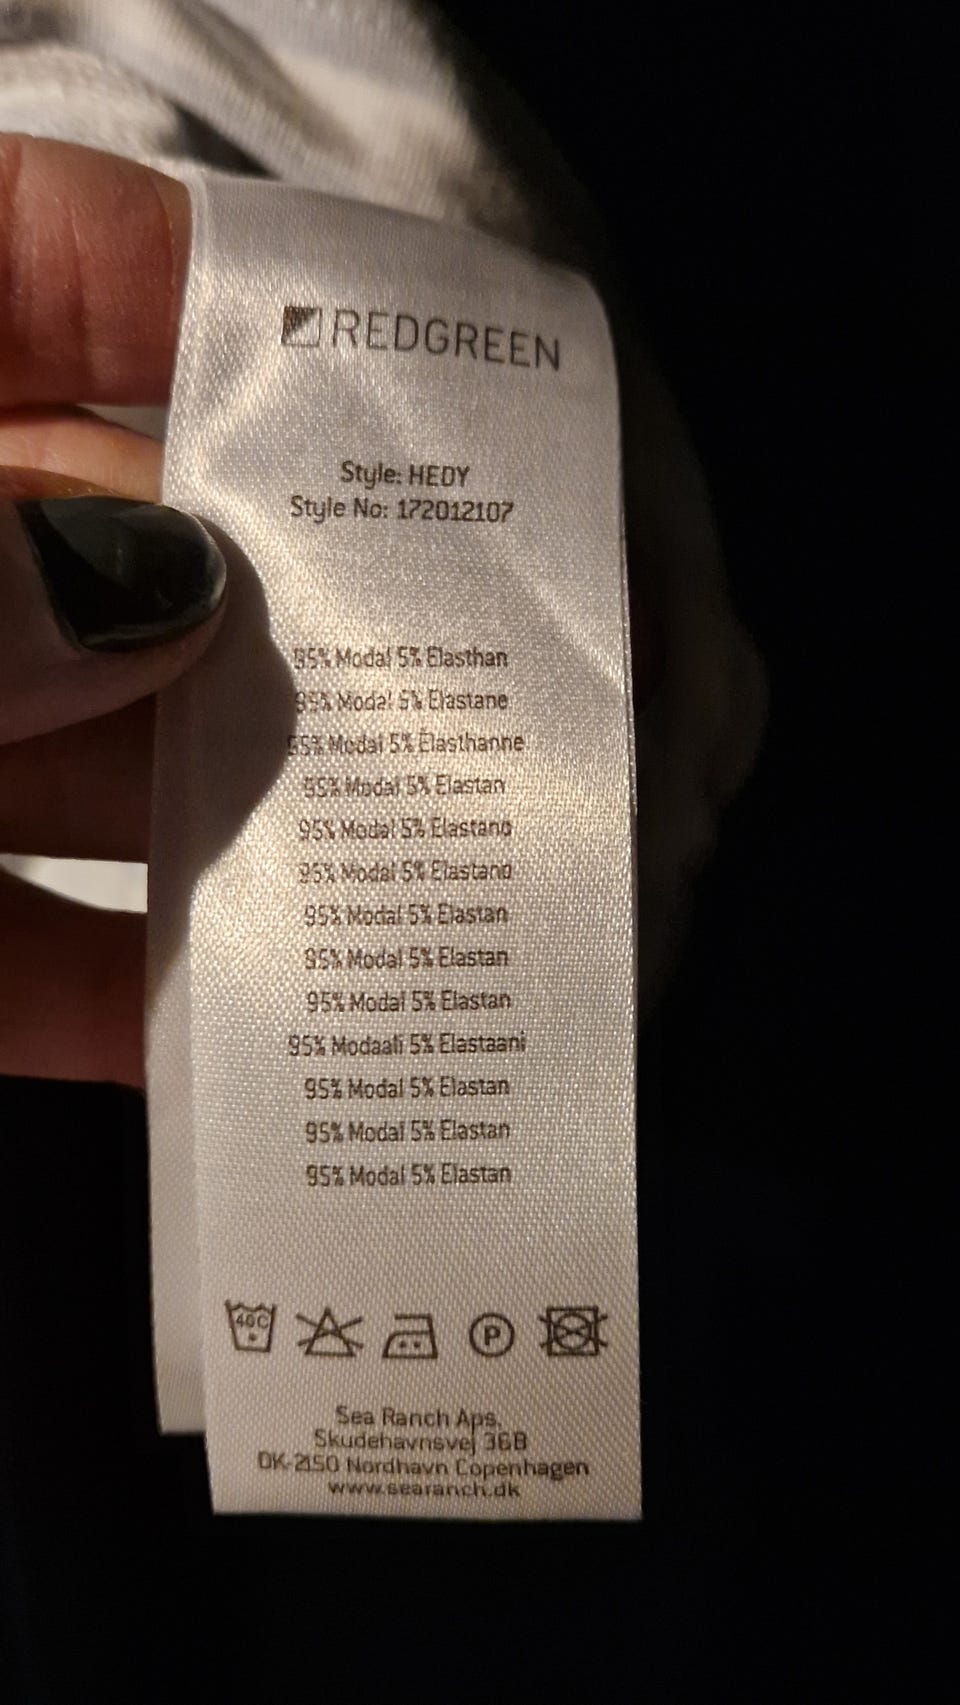 REDGREEN
Style: HEDY
Style No: 172012107
95% Modal 5% Elasthan
95% Modal 5% Elastane
95% Modal 5% Élasthanne
95% Modal 5% Elastan
95% Modal 5% Elastano
95% Modal 5% Elastano
95% Modal 5% Elastan
95% Modal 5% Elastan
95% Modal 5% Elastan
95% Modaali 5% Elastaani
95% Modal 5% Elastan
95% Modal 5% Elastan
95% Modal 5% Elastan
40C P
Sea Ranch Aps.
Skudehavnsvej 36B
DK-2150 Nordhavn Copenhagen
www.searanch.dk